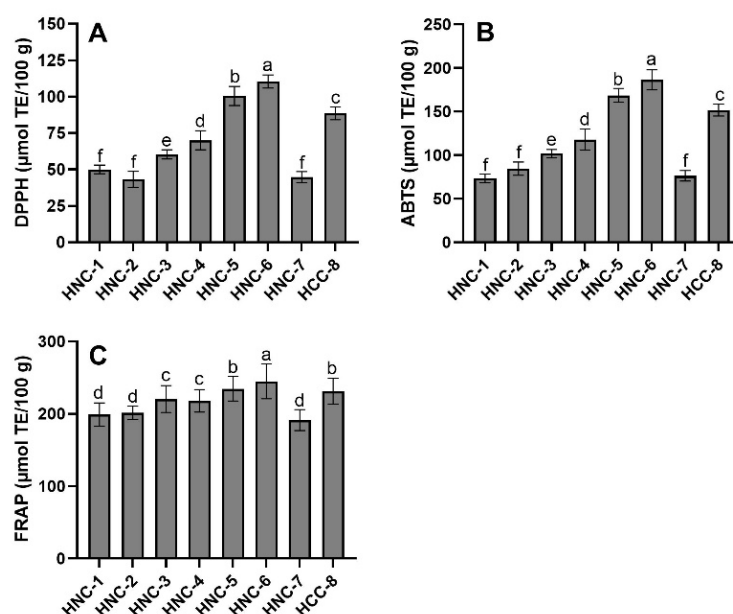 A
DPPH (µmol TE/100 g)
150
125
100
75
50
25
0
f
f
e
d
b
a
f
c
HNC-1
HNC-2
HNC-3
HNC-4
HNC-5
HNC-6
HNC-7
HCC-8
B
ABTS (µmol TE/100 g)
250
200
150
100
50
0
f
f
e
d
b
a
f
c
HNC-1
HNC-2
HNC-3
HNC-4
HNC-5
HNC-6
HNC-7
HCC-8
C
FRAP (µmol TE/100 g)
300
200
100
0
d
d
c
c
b
a
d
b
HNC-1
HNC-2
HNC-3
HNC-4
HNC-5
HNC-6
HNC-7
HCC-8